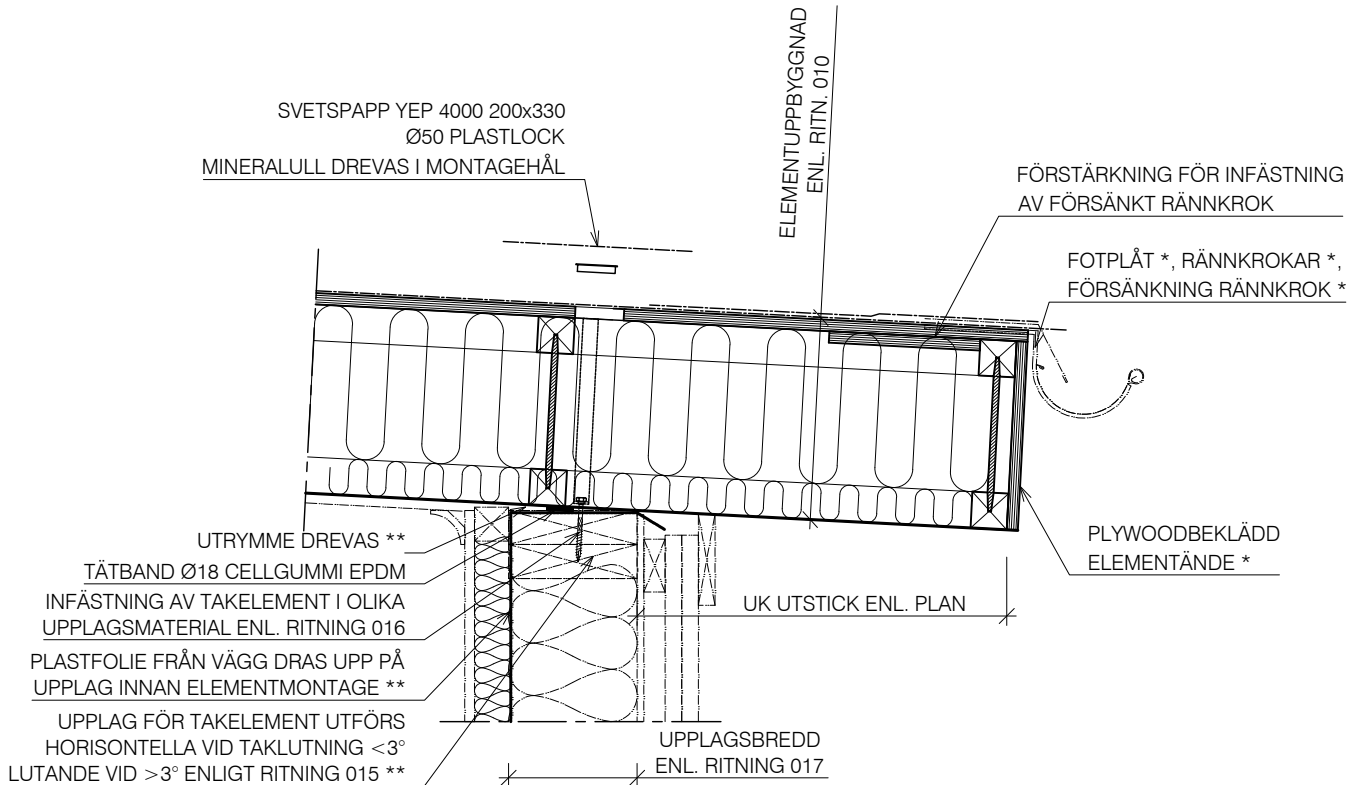 ELEMENTUPPBYGGNAD
ENL. RITN. 010
SVETSPAPP YEP 4000 200x330
Ø50 PLASTLOCK
MINERALULL DREVAS I MONTAGEHÅL
FÖRSTÄRKNING FÖR INFÄSTNING
AV FÖRSÄNKT RÄNNKROK
FOTPLÅT *, RÄNNKROKAR *,
FÖRSÄNKNING RÄNNKROK *
UTRYMME DREVAS **
TÄTBAND Ø18 CELLGUMMI EPDM
INFÄSTNING AV TAKELEMENT I OLIKA
UPPLAGSMATERIAL ENL. RITNING 016
PLASTFOLIE FRÅN VÄGG DRAS UPP PÅ
UPPLAG INNAN ELEMENTMONTAGE **
UPPLAG FÖR TAKELEMENT UTFÖRS
HORISONTELLA VID TAKLUTNING <3°
LUTANDE VID >3° ENLIGT RITNING 015 **
PLYWOODBEKLÄDD
ELEMENTÄNDE *
UK UTSTICK ENL. PLAN
UPPLAGSBREDD
ENL. RITNING 017